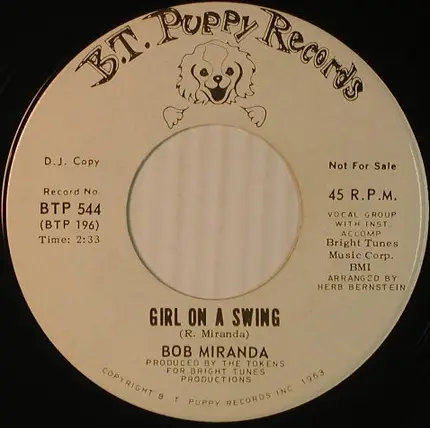 B.T. Puppy Records
D.J. Copy
Record No.
BTP 544
(BTP 196)
Time: 2:33
Not For Sale
45 R.P.M.
VOCAL GROUP
WITH INST.
ACCOMP
Bright Tunes
Music Corp.
BMI
ARRANGED BY
HERB BERNSTEIN
GIRL ON A SWING
(R. Miranda)
BOB MIRANDA
PRODUCED BY THE TOKENS
FOR BRIGHT TUNES
PRODUCTIONS
COPYRIGHT B.T. PUPPY RECORDS INC. 1963